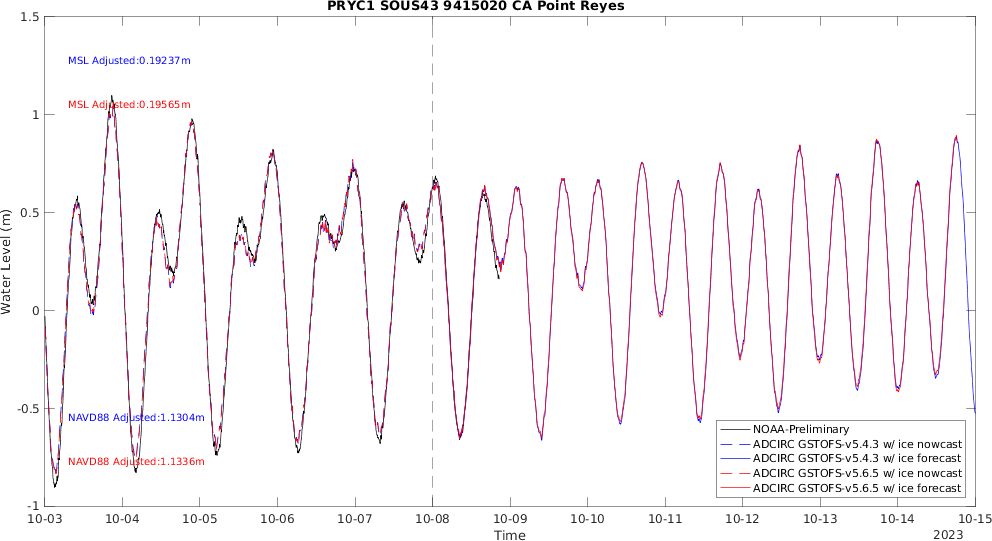 PRYC1 SOUS43 9415020 CA Point Reyes
1.5
MSL Adjusted:0.19237m
MSL Adjusted:0.19565m
1
0.5
Water Level (m)
0
-0.5
NAVD88 Adjusted:1.1304m
NAVD88 Adjusted:1.1336m
-1
NOAA-Preliminary
ADCIRC GSTOFS-v5.4.3 w/ ice nowcast
ADCIRC GSTOFS-v5.4.3 w/ ice forecast
ADCIRC GSTOFS-v5.6.5 w/ ice nowcast
ADCIRC GSTOFS-v5.6.5 w/ ice forecast
10-03 10-04 10-05 10-06 10-07 10-08 10-09 10-10 10-11 10-12 10-13 10-14 10-15
Time
2023